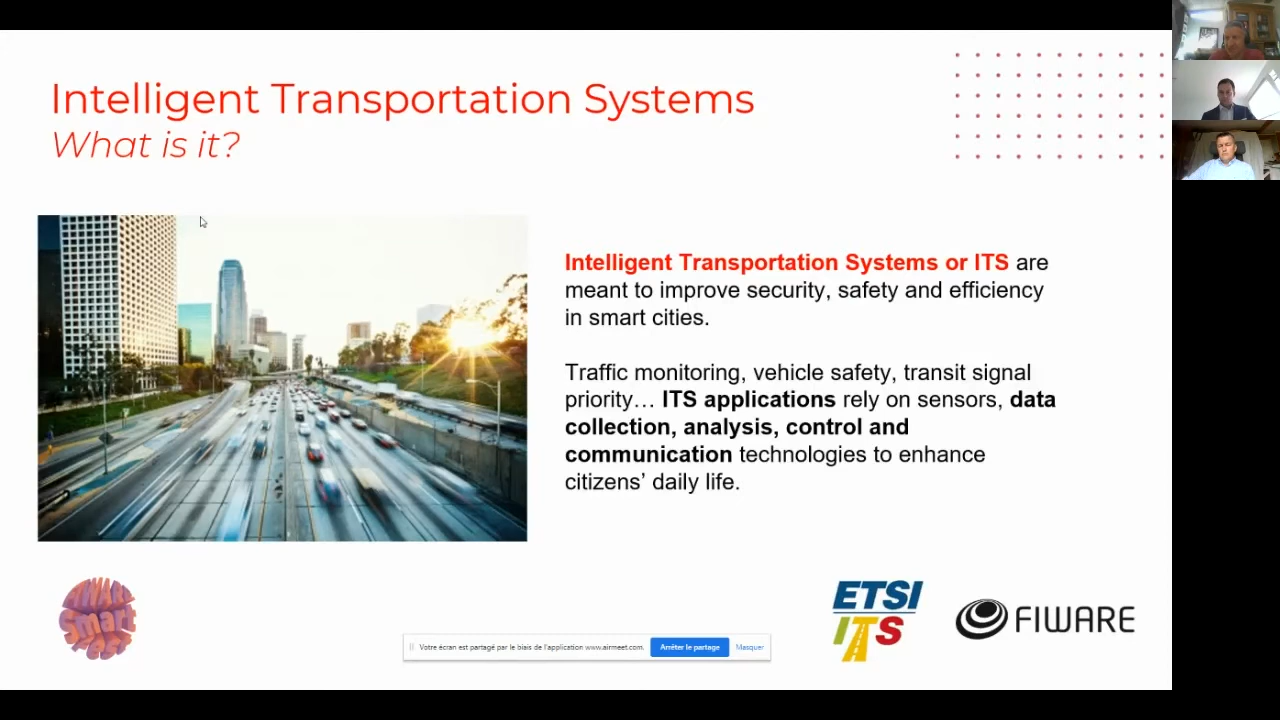 Intelligent Transportation Systems
What is it?
Intelligent Transportation Systems or ITS are
meant to improve security, safety and efficiency
in smart cities.
Traffic monitoring, vehicle safety, transit signal
priority… ITS applications rely on sensors, data
collection, analysis, control and
communication technologies to enhance
citizens’ daily life.
Smart
ETSI
ITS
FIWARE
Votre écran est partagé par le biais de l'application www.airmeet.com.
Arrêter le partage
Masquer